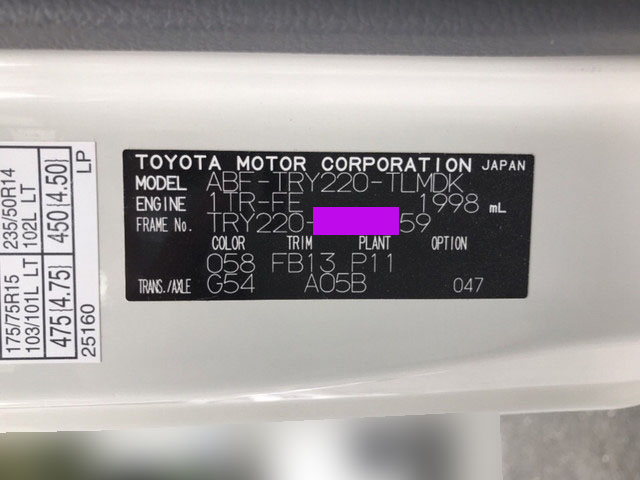 TOYOTA MOTOR CORPORATION JAPAN
MODEL ABF-TRY220-TLMDK
ENGINE 1TR-FE 1998 mL
FRAME No. TRY220- 59
COLOR TRIM PLANT OPTION
058 FB13 P11
TRANS./AXLE G54 A05B 047
175/75R15 235/50R14
103/101L LT 102L LT
475{4.75} 450{4.50}
25160 LP